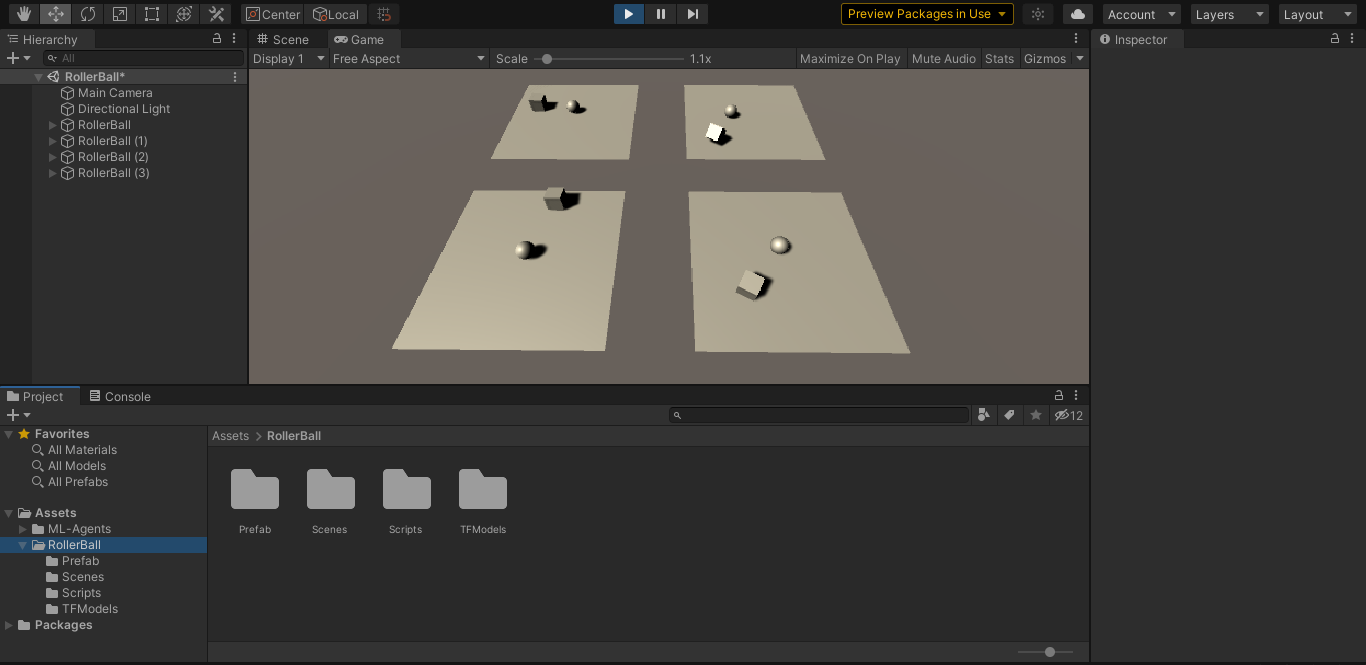 Center
Local
Preview Packages in Use
Account
Layers
Layout
Hierarchy
All
RollerBall*
Main Camera
Directional Light
RollerBall
RollerBall (1)
RollerBall (2)
RollerBall (3)
Scene
Game
Display 1
Free Aspect
Scale
1.1x
Maximize On Play
Mute Audio
Stats
Gizmos
Inspector
Project
Console
12
Favorites
All Materials
All Models
All Prefabs
Assets
ML-Agents
RollerBall
Prefab
Scenes
Scripts
TFModels
Packages
Assets > RollerBall
Prefab
Scenes
Scripts
TFModels